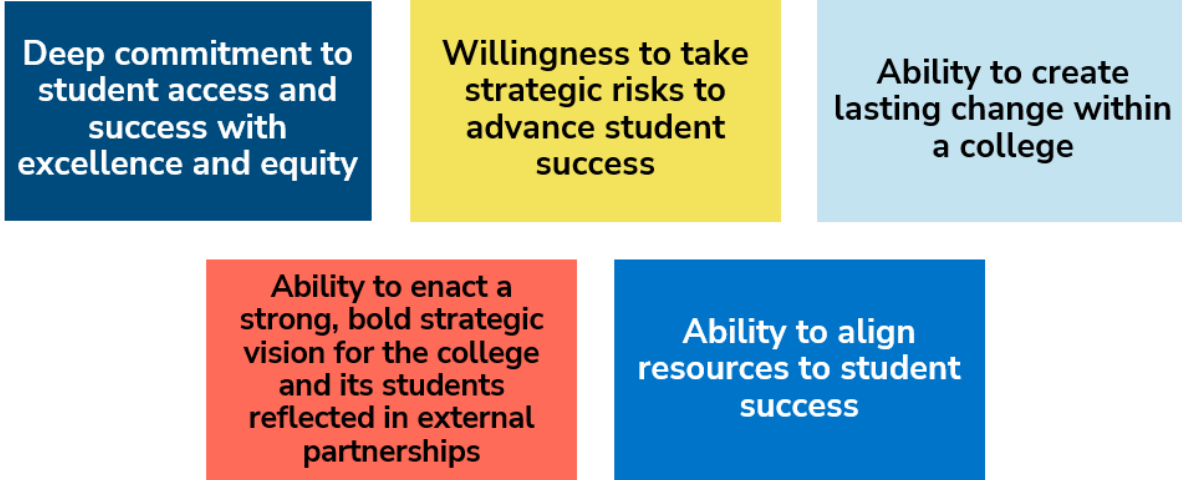 Deep commitment to
student access and
success with
excellence and equity
Willingness to take
strategic risks to
advance student
success
Ability to create
lasting change within
a college
Ability to enact a
strong, bold strategic
vision for the college
and its students
reflected in external
partnerships
Ability to align
resources to student
success